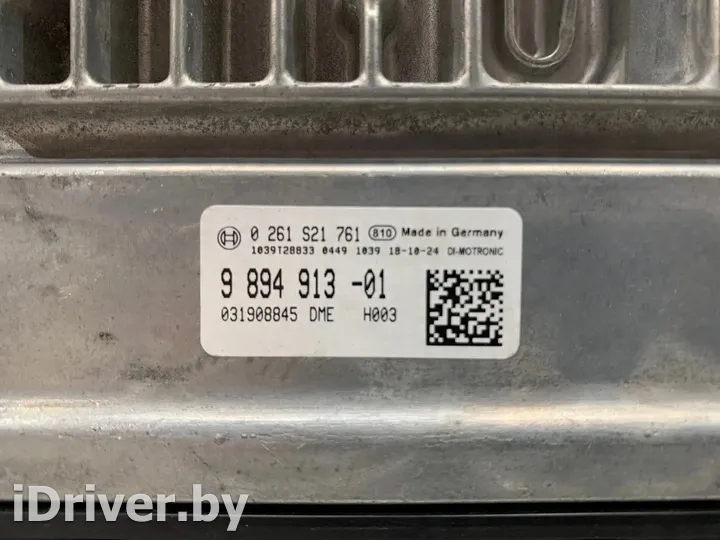 0 261 S21 761 810 Made in Germany
1039T28833 0449 1039 18-10-24 DI-MOTRONIC
9 894 913 -01
031908845 DME H003
iDriver.by